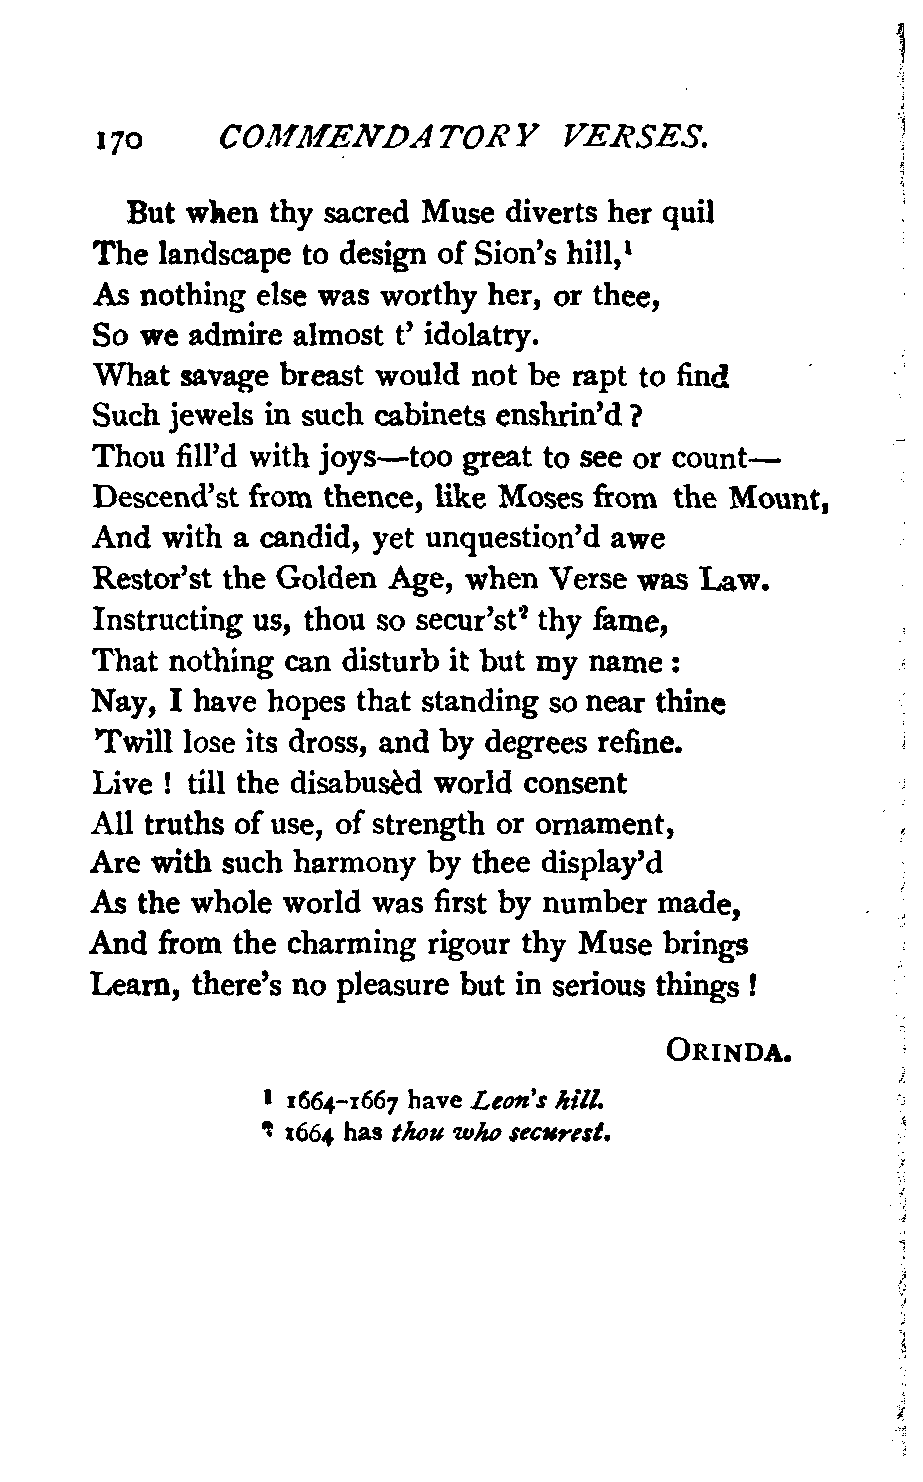 170 COMMENDATORY VERSES.
But when thy sacred Muse diverts her quil
The landscape to design of Sion's hill,¹
As nothing else was worthy her, or thee,
So we admire almost t' idolatry.
What savage breast would not be rapt to find
Such jewels in such cabinets enshrin'd ?
Thou fill'd with joys—too great to see or count—
Descend'st from thence, like Moses from the Mount,
And with a candid, yet unquestion'd awe
Restor'st the Golden Age, when Verse was Law.
Instructing us, thou so secur'st² thy fame,
That nothing can disturb it but my name :
Nay, I have hopes that standing so near thine
'Twill lose its dross, and by degrees refine.
Live ! till the disabusèd world consent
All truths of use, of strength or ornament,
Are with such harmony by thee display'd
As the whole world was first by number made,
And from the charming rigour thy Muse brings
Learn, there's no pleasure but in serious things !
ORINDA.
¹ 1664-1667 have Leon's hill.
² 1664 has thou who securest.